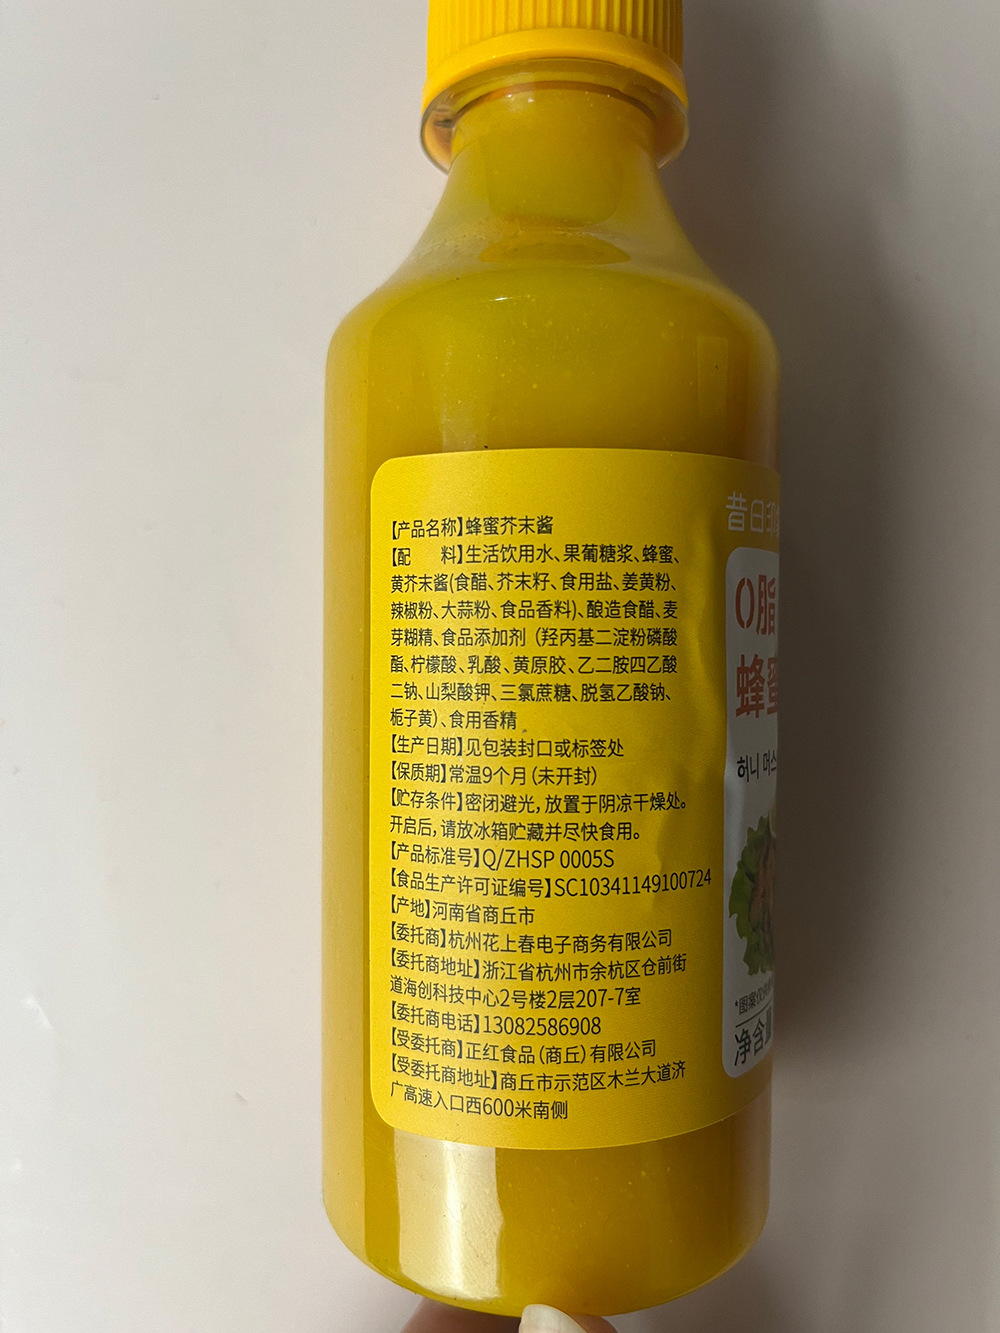 【产品名称】蜂蜜芥末酱
【配　　料】生活饮用水、果葡糖浆、蜂蜜、
黄芥末酱(食醋、芥末籽、食用盐、姜黄粉、
辣椒粉、大蒜粉、食品香料)、酿造食醋、麦
芽糊精、食品添加剂（羟丙基二淀粉磷酸
酯、柠檬酸、乳酸、黄原胶、乙二胺四乙酸
二钠、山梨酸钾、三氯蔗糖、脱氢乙酸钠、
栀子黄)、食用香精
【生产日期】见包装封口或标签处
【保质期】常温9个月（未开封）
【贮存条件】密闭避光，放置于阴凉干燥处。
开启后，请放冰箱贮藏并尽快食用。
【产品标准号】Q/ZHSP 0005S
【食品生产许可证编号】SC10341149100724
【产地】河南省商丘市
【委托商】杭州花上春电子商务有限公司
【委托商地址】浙江省杭州市余杭区仓前街
道海创科技中心2号楼2层207-7室
【委托商电话】13082586908
【受委托商】正红食品（商丘）有限公司
【受委托商地址】商丘市示范区木兰大道济
广高速入口西600米南侧
昔日印
0脂
蜂蜜
허니 머스
*图案仅供
净含量